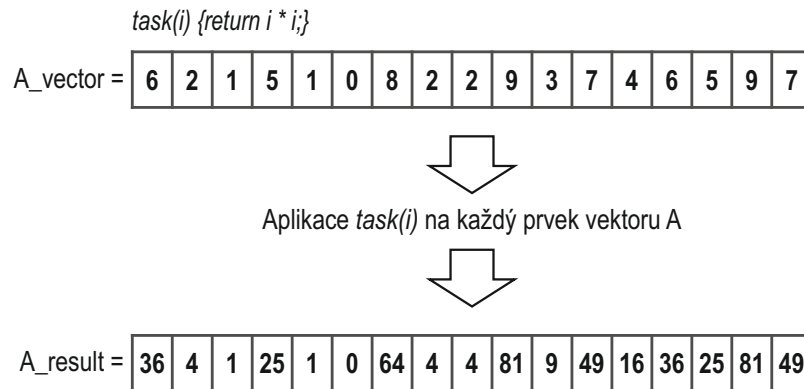 task(i) {return i * i;}
A_vector = 6 2 1 5 1 0 8 2 2 9 3 7 4 6 5 9 7
Aplikace task(i) na každý prvek vektoru A
A_result = 36 4 1 25 1 0 64 4 4 81 9 49 16 36 25 81 49